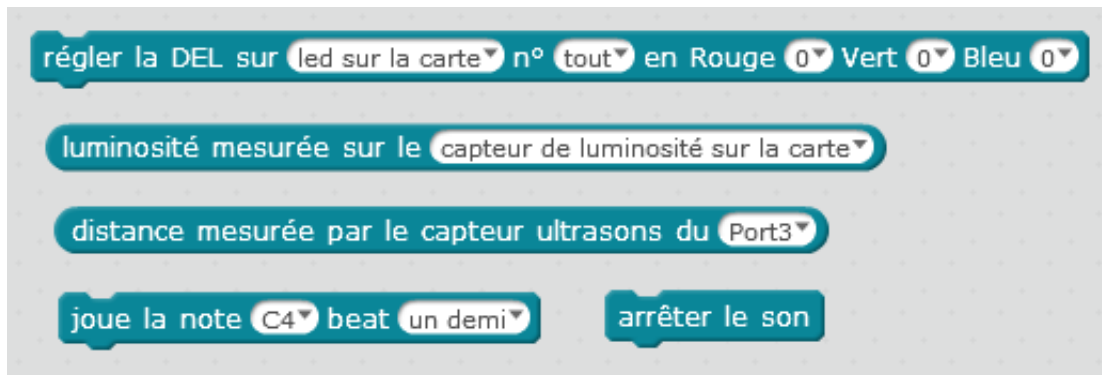 régler la DEL sur led sur la carte n° tout en Rouge 0 Vert 0 Bleu 0
luminosité mesurée sur le capteur de luminosité sur la carte
distance mesurée par le capteur ultrasons du Port3
joue la note C4 beat un demi arrêter le son